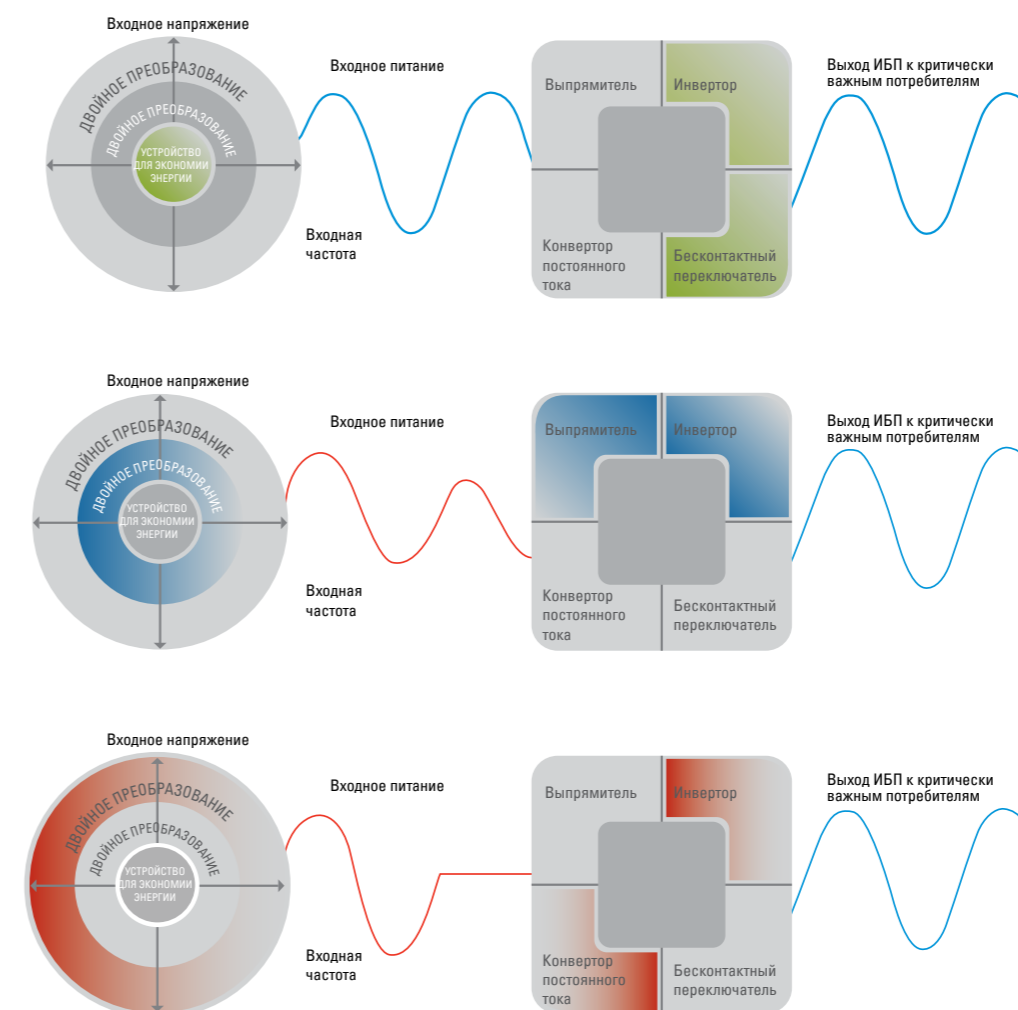 Входное напряжение
ДВОЙНОЕ ПРЕОБРАЗОВАНИЕ
ДВОЙНОЕ ПРЕОБРАЗОВАНИЕ
УСТРОЙСТВО
ДЛЯ ЭКОНОМИИ
ЭНЕРГИИ
Входное питание
Входная
частота
Выпрямитель
Инвертор
Конвертор
постоянного
тока
Бесконтактный
переключатель
Выход ИБП к критически
важным потребителям
Входное напряжение
ДВОЙНОЕ ПРЕОБРАЗОВАНИЕ
ДВОЙНОЕ ПРЕОБРАЗОВАНИЕ
УСТРОЙСТВО
ДЛЯ ЭКОНОМИИ
ЭНЕРГИИ
Входное питание
Входная
частота
Выпрямитель
Инвертор
Конвертор
постоянного
тока
Бесконтактный
переключатель
Выход ИБП к критически
важным потребителям
Входное напряжение
ДВОЙНОЕ ПРЕОБРАЗОВАНИЕ
ДВОЙНОЕ ПРЕОБРАЗОВАНИЕ
УСТРОЙСТВО
ДЛЯ ЭКОНОМИИ
ЭНЕРГИИ
Входное питание
Входная
частота
Выпрямитель
Инвертор
Конвертор
постоянного
тока
Бесконтактный
переключатель
Выход ИБП к критически
важным потребителям